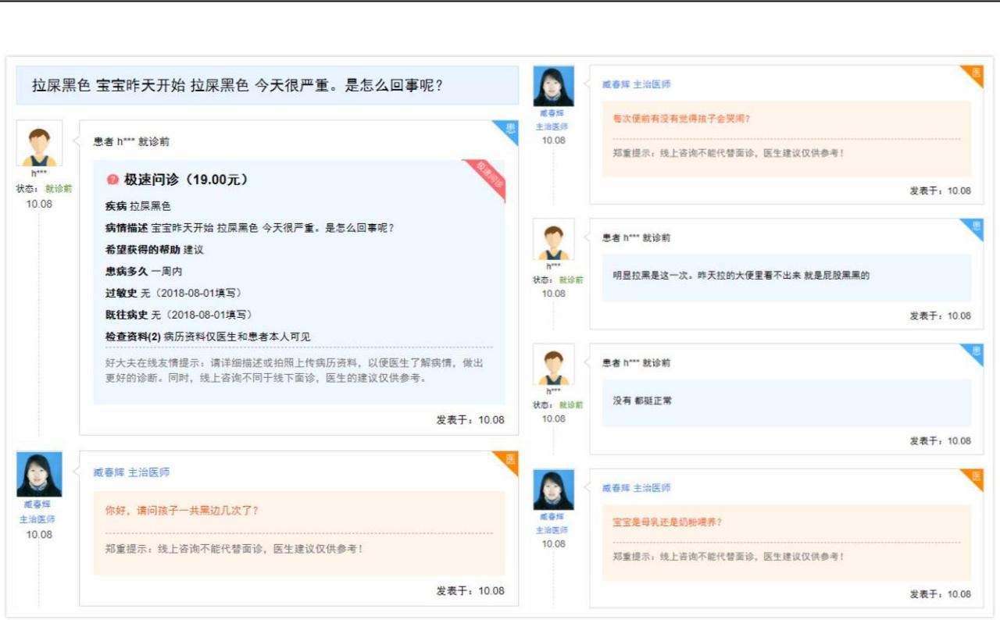 拉屎黑色 宝宝昨天开始 拉屎黑色 今天很严重。是怎么回事呢？
患
患者 h*** 就诊前
h***
状态： 就诊前
10.08
极速问诊
? 极速问诊（19.00元）
疾病 拉屎黑色
病情描述 宝宝昨天开始 拉屎黑色 今天很严重。是怎么回事呢？
希望获得的帮助 建议
患病多久 一周内
过敏史 无（2018-08-01填写）
既往病史 无（2018-08-01填写）
检查资料(2) 病历资料仅医生和患者本人可见
好大夫在线友情提示：请详细描述或拍照上传病历资料，以便医生了解病情，做出
更好的诊断。同时，线上咨询不同于线下面诊，医生的建议仅供参考。
发表于：10.08
医
臧春辉 主治医师
臧春辉
主治医师
10.08
你好，请问孩子一共黑边几次了？
郑重提示：线上咨询不能代替面诊，医生建议仅供参考！
发表于：10.08
医
臧春辉 主治医师
臧春辉
主治医师
10.08
每次便前有没有觉得孩子会哭闹？
郑重提示：线上咨询不能代替面诊，医生建议仅供参考！
发表于：10.08
患
患者 h*** 就诊前
h***
状态： 就诊前
10.08
明显拉黑是这一次。昨天拉的大便里看不出来 就是屁股黑黑的
发表于：10.08
患
患者 h*** 就诊前
h***
状态： 就诊前
10.08
没有 都挺正常
发表于：10.08
医
臧春辉 主治医师
臧春辉
主治医师
10.08
宝宝是母乳还是奶粉喂养？
郑重提示：线上咨询不能代替面诊，医生建议仅供参考！
发表于：10.08